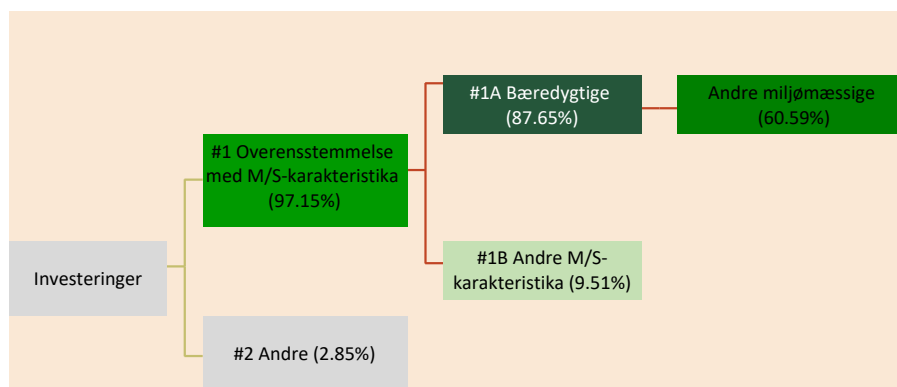 #1A Bæredygtige
(87.65%)
Andre miljømæssige
(60.59%)
#1 Overensstemmelse
med M/S-karakteristika
(97.15%)
#1B Andre M/S-
karakteristika (9.51%)
Investeringer
#2 Andre (2.85%)